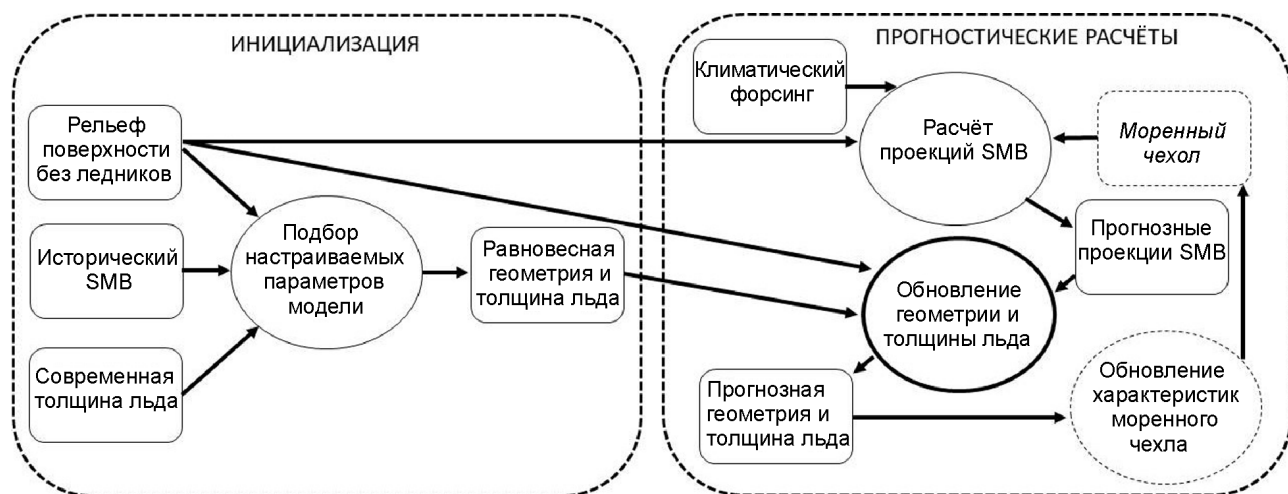 ИНИЦИАЛИЗАЦИЯ
Рельеф
поверхности
без ледников
Исторический
SMB
Современная
толщина льда
Подбор
настраиваемых
параметров
модели
Равновесная
геометрия и
толщина льда
ПРОГНОСТИЧЕСКИЕ РАСЧЁТЫ
Климатический
форсинг
Расчёт
проекций SMB
Моренный
чехол
Прогнозные
проекции SMB
Обновление
геометрии и
толщины льда
Прогнозная
геометрия и
толщина льда
Обновление
характеристик
моренного
чехла